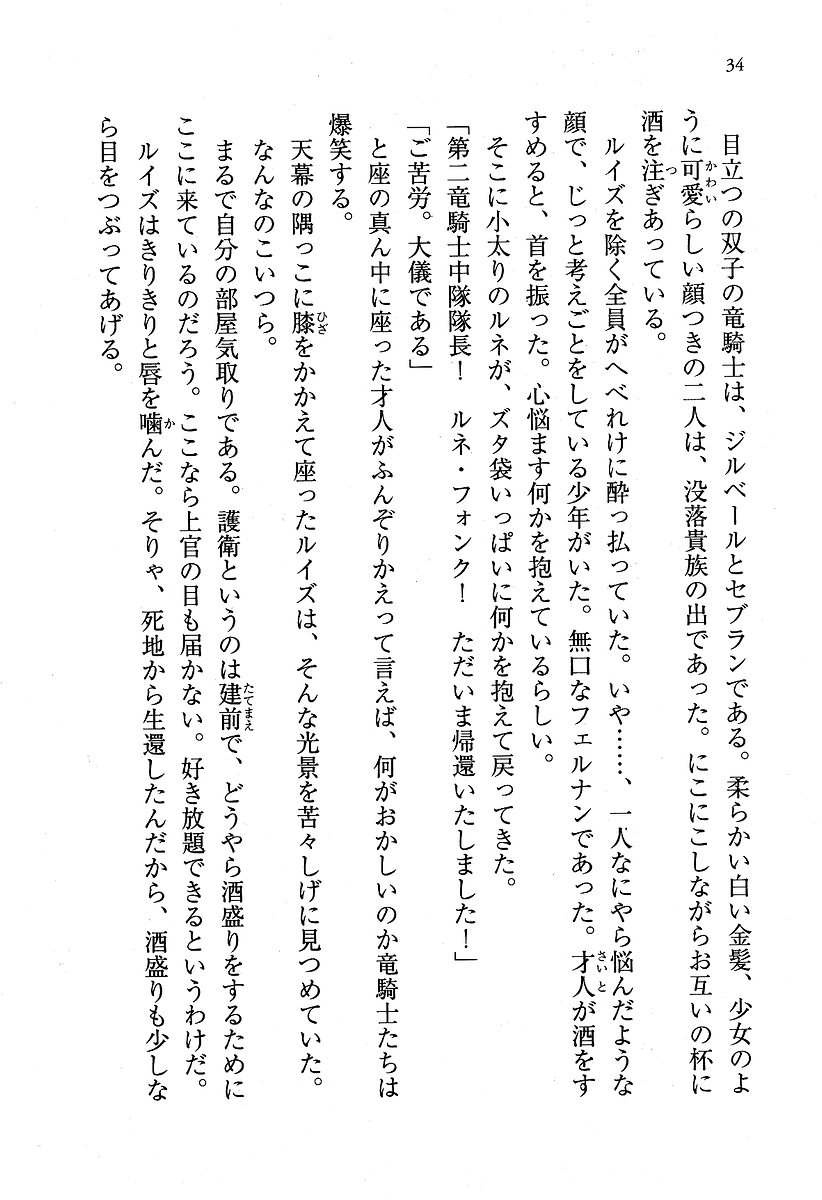 34
　目立つの双子の竜騎士は、ジルベールとセブランである。柔らかい白い金髪、少女のよ
うに可愛らしい顔つきの二人は、没落貴族の出であった。にこにこしながらお互いの杯に
酒を注ぎあっている。
　ルイズを除く全員がへべれけに酔っ払っていた。いや……、一人なにやら悩んだような
顔で、じっと考えごとをしている少年がいた。無口なフェルナンであった。才人が酒をす
すめると、首を振った。心悩ます何かを抱えているらしい。
　そこに小太りのルネが、ズタ袋いっぱいに何かを抱えて戻ってきた。
「第二竜騎士中隊隊長！　ルネ・フォンク！　ただいま帰還いたしました！」
「ご苦労。大儀である」
　と座の真ん中に座った才人がふんぞりかえって言えば、何がおかしいのか竜騎士たちは
爆笑する。
　天幕の隅っこに膝をかかえて座ったルイズは、そんな光景を苦々しげに見つめていた。
　なんなのこいつら。
　まるで自分の部屋気取りである。護衛というのは建前で、どうやら酒盛りをするために
ここに来ているのだろう。ここなら上官の目も届かない。好き放題できるというわけだ。
　ルイズはきりきりと唇を噛んだ。そりゃ、死地から生還したんだから、酒盛りも少しな
ら目をつぶってあげる。